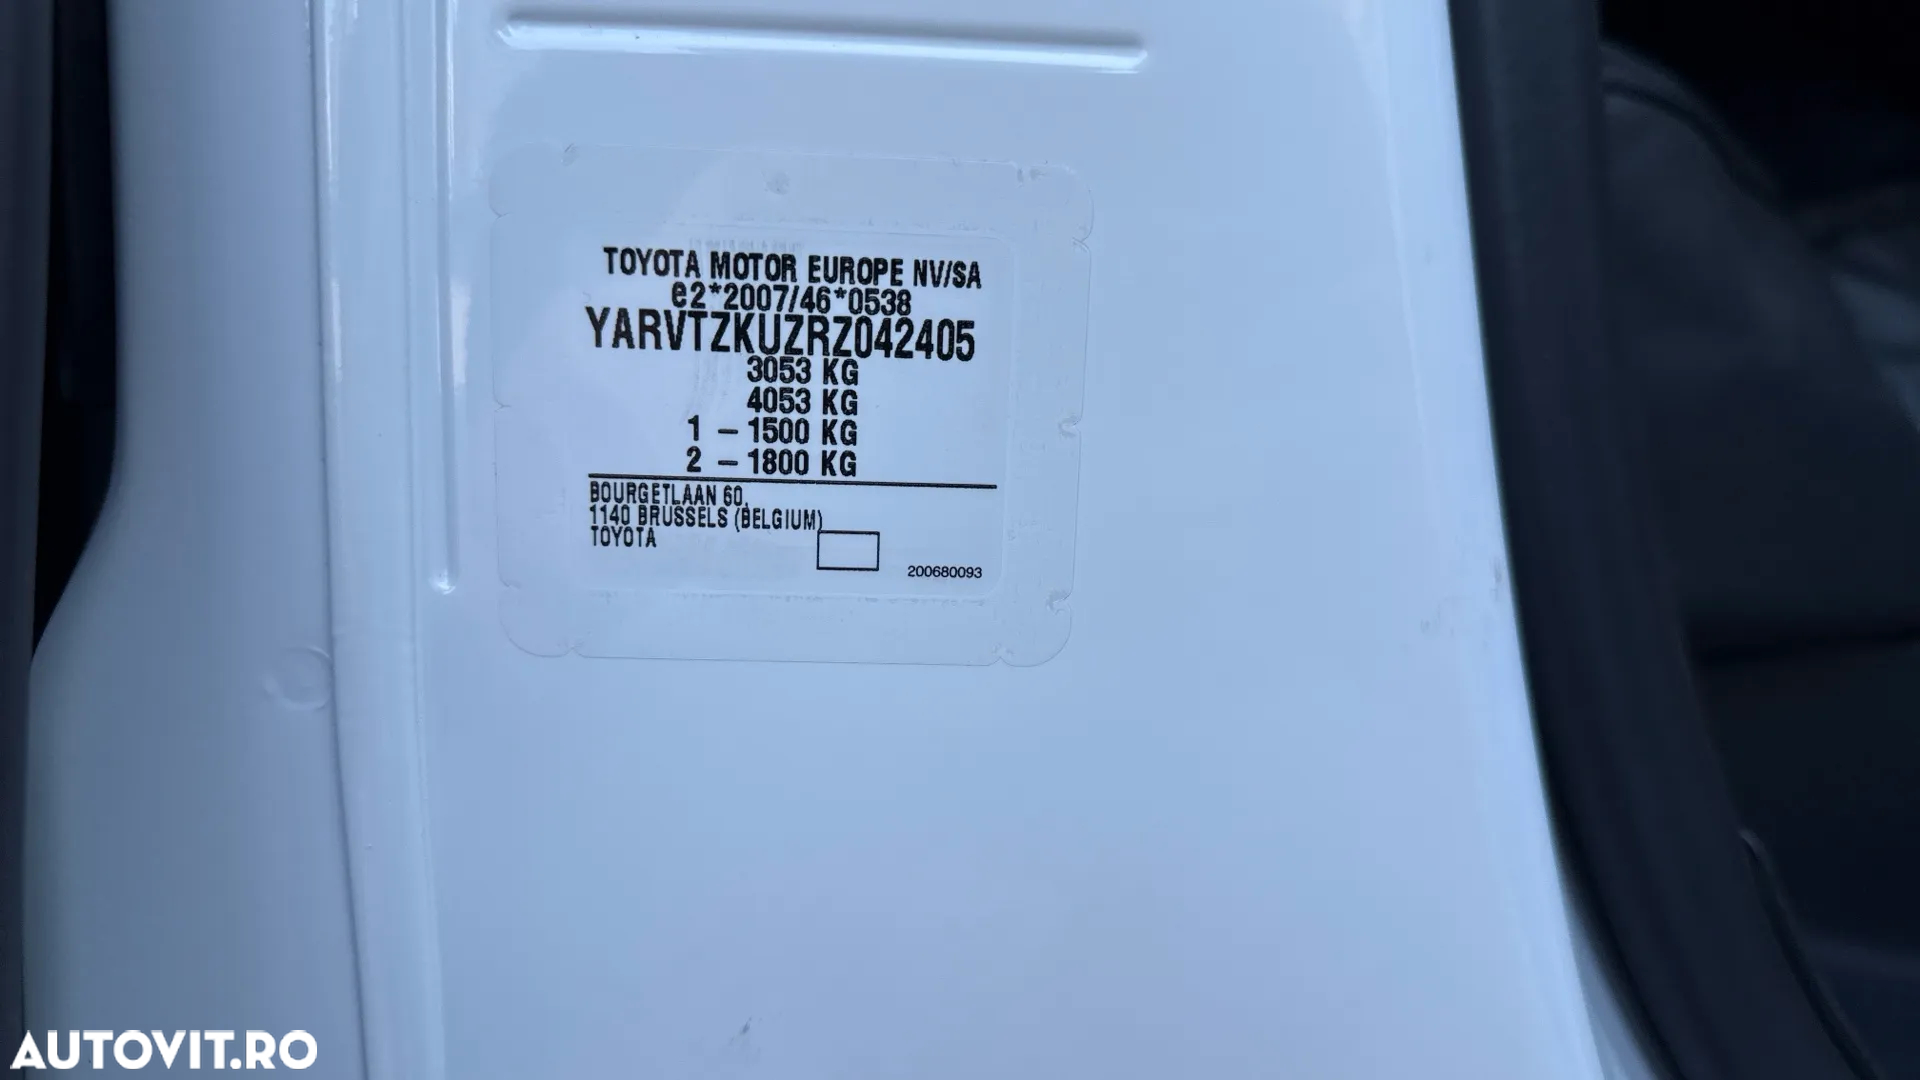 TOYOTA MOTOR EUROPE NV/SA
e2*2007/46*0538
YARVTZKUZRZ042405
3053 KG
4053 KG
1 - 1500 KG
2 - 1800 KG
BOURGETLAAN 60,
1140 BRUSSELS (BELGIUM)
TOYOTA
200680093
AUTOVIT.RO